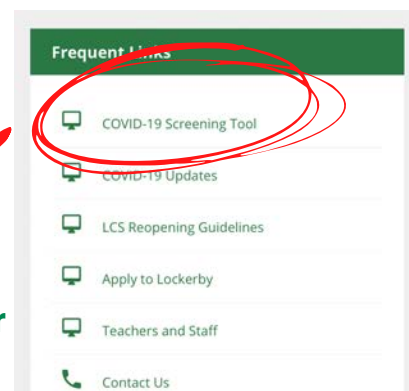 Frequent Links
COVID-19 Screening Tool
COVID-19 Updates
LCS Reopening Guidelines
Apply to Lockerby
r
Teachers and Staff
Contact Us